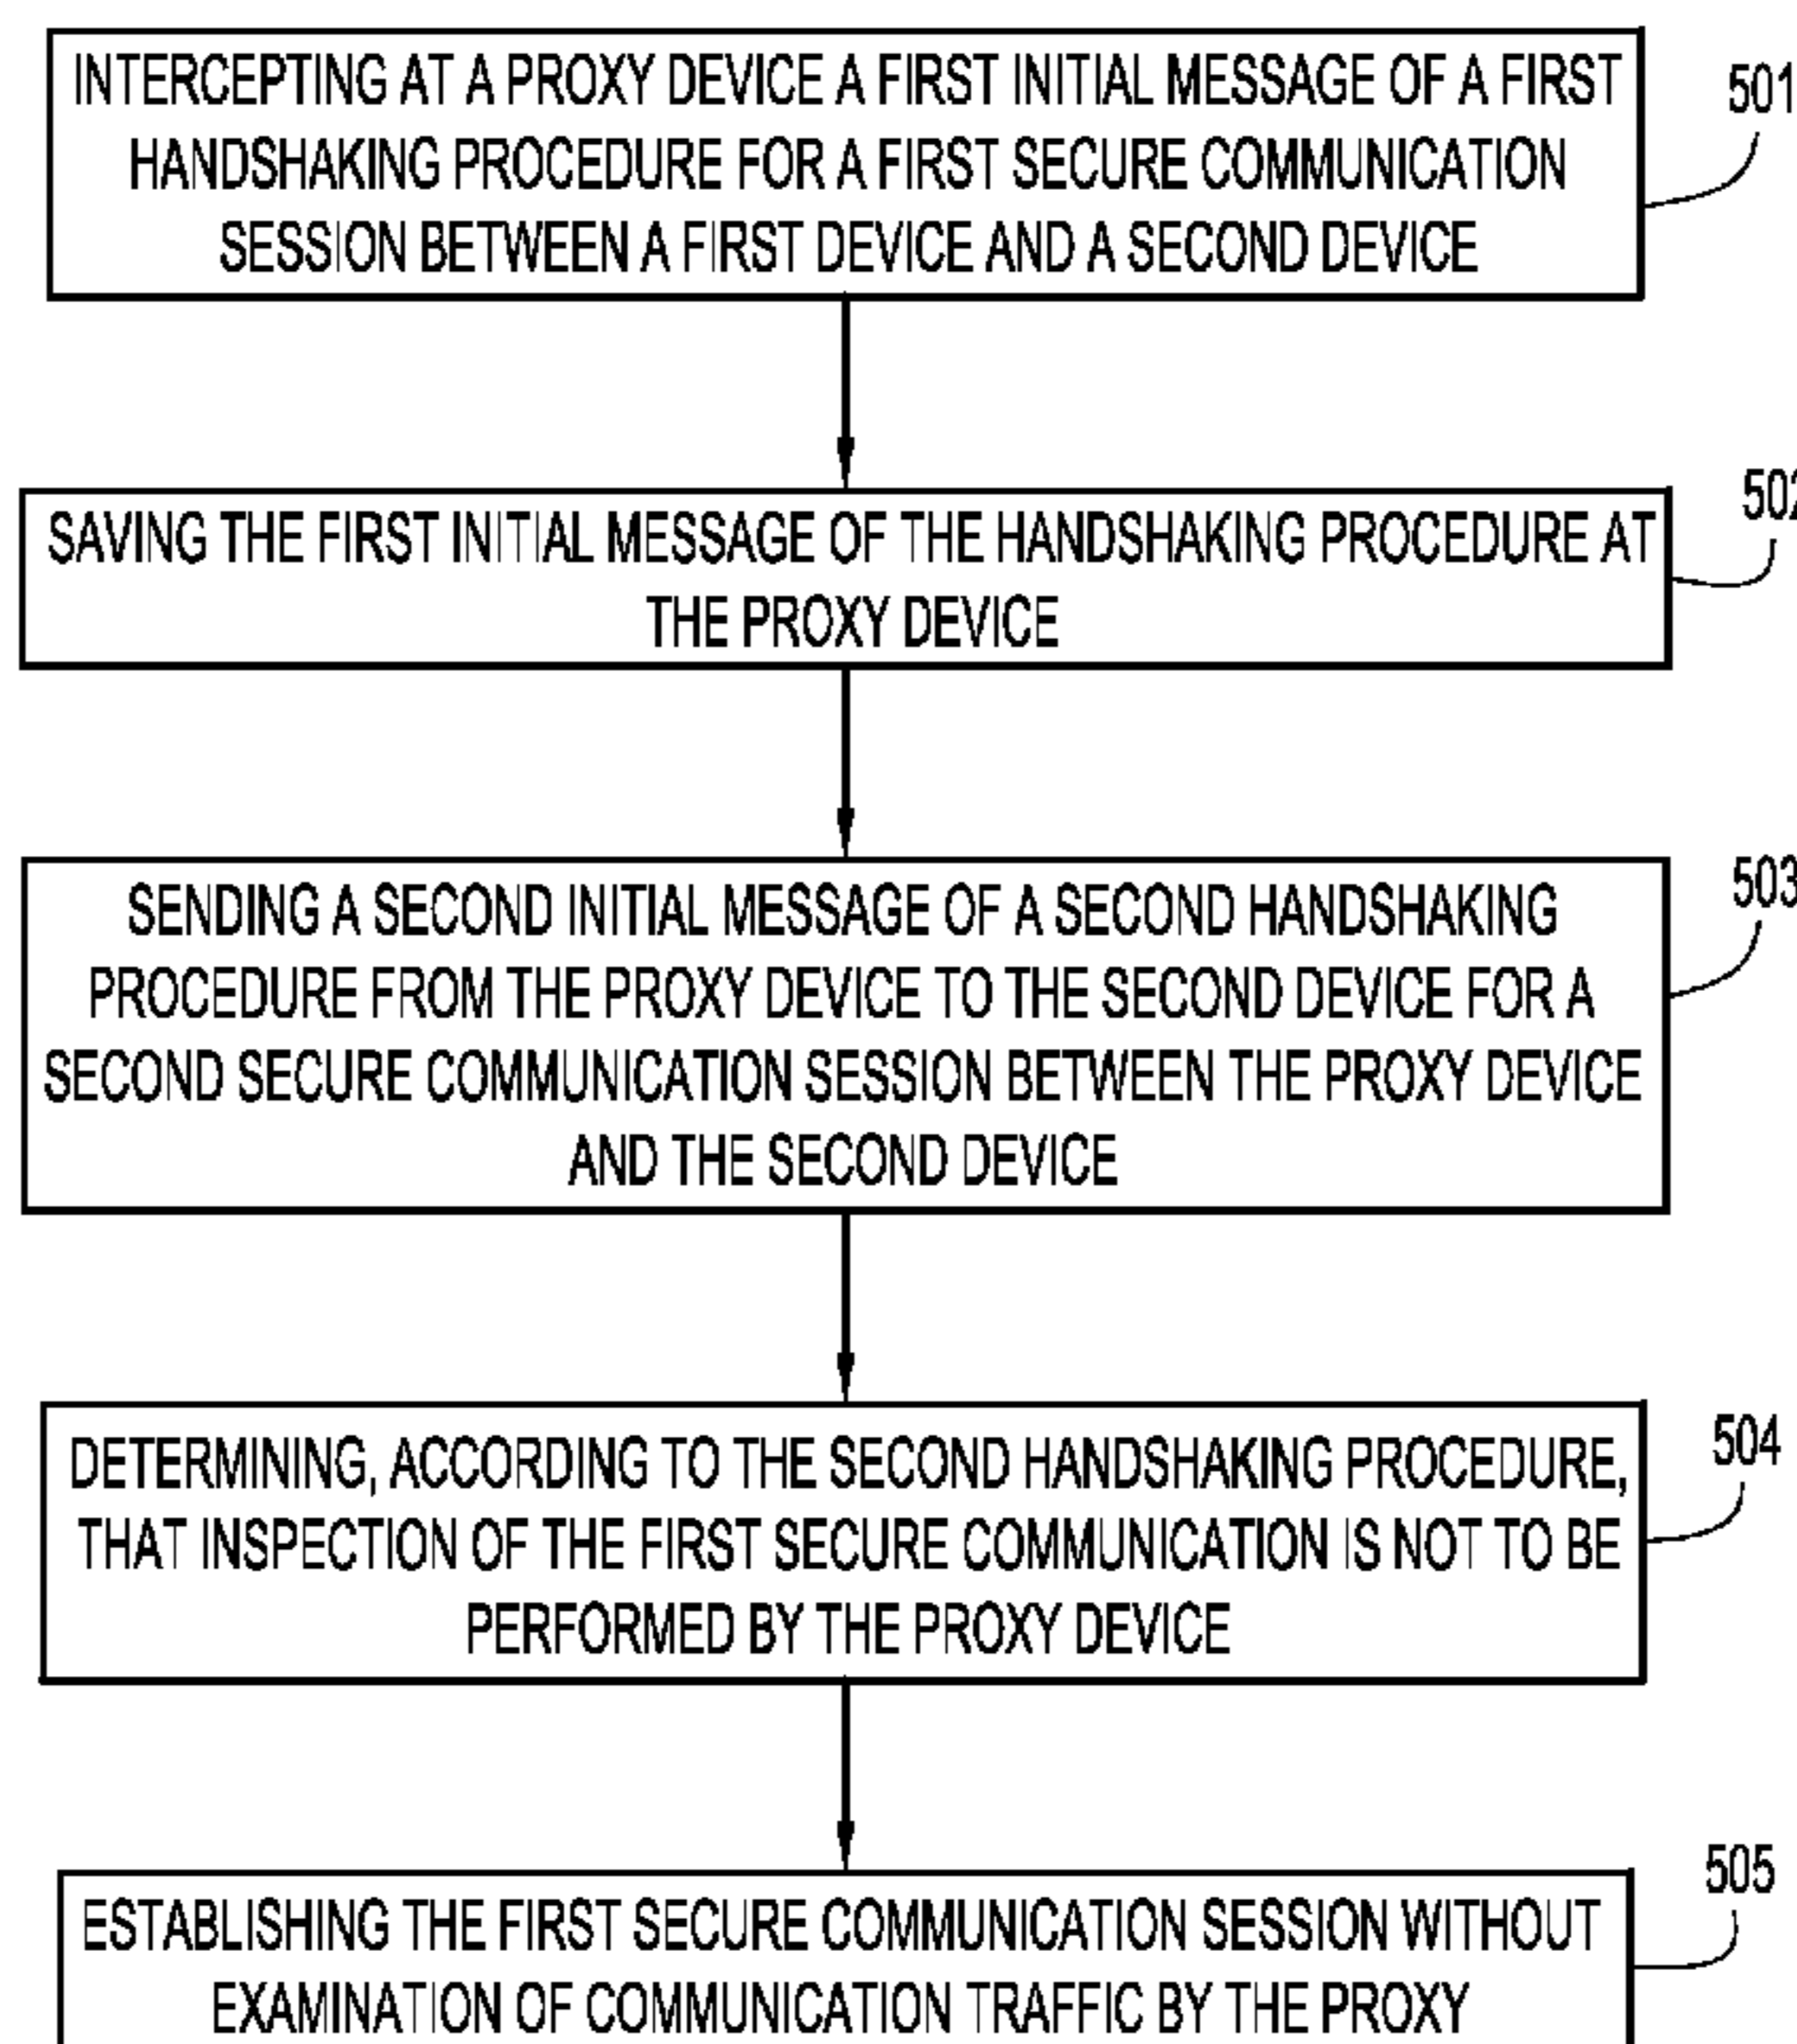 INTERCEPTING AT A PROXY DEVICE A FIRST INITIAL MESSAGE OF A FIRST
HANDSHAKING PROCEDURE FOR A FIRST SECURE COMMUNICATION
SESSION BETWEEN A FIRST DEVICE AND A SECOND DEVICE
501
SAVING THE FIRST INITIAL MESSAGE OF THE HANDSHAKING PROCEDURE AT
THE PROXY DEVICE
502
SENDING A SECOND INITIAL MESSAGE OF A SECOND HANDSHAKING
PROCEDURE FROM THE PROXY DEVICE TO THE SECOND DEVICE FOR A
SECOND SECURE COMMUNICATION SESSION BETWEEN THE PROXY DEVICE
AND THE SECOND DEVICE
503
DETERMINING, ACCORDING TO THE SECOND HANDSHAKING PROCEDURE,
THAT INSPECTION OF THE FIRST SECURE COMMUNICATION IS NOT TO BE
PERFORMED BY THE PROXY DEVICE
504
ESTABLISHING THE FIRST SECURE COMMUNICATION SESSION WITHOUT
EXAMINATION OF COMMUNICATION TRAFFIC BY THE PROXY
505